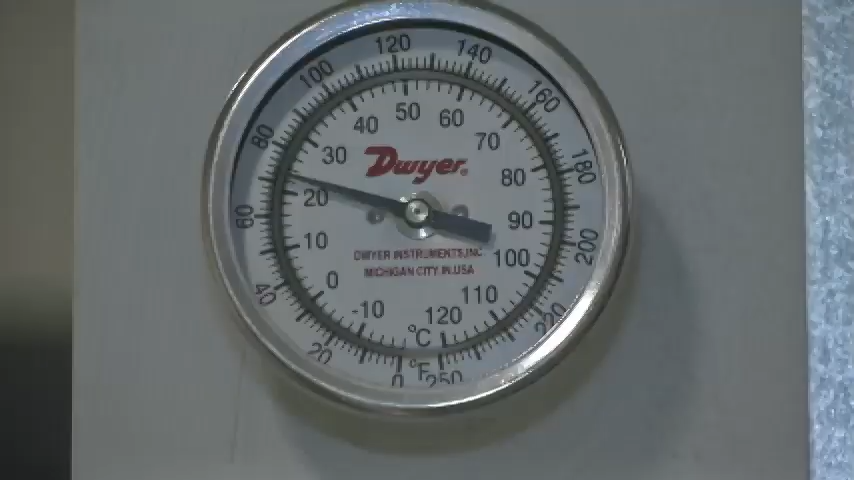 0 20 40 60 80 100 120 140 160 180 200 220 250
°F
-10 0 10 20 30 40 50 60 70 80 90 100 110 120
°C
Dwyer®
DWYER INSTRUMENTS, INC
MICHIGAN CITY IN. USA